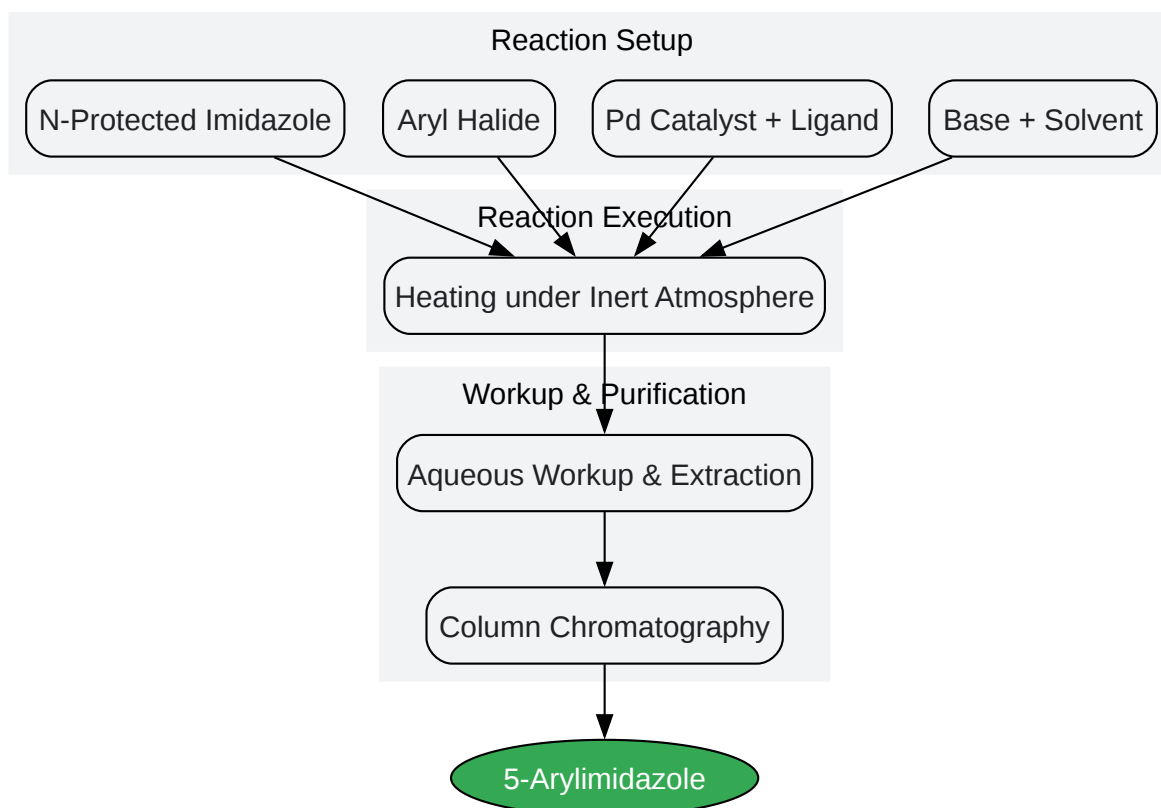 Reaction Setup
N-Protected Imidazole
Aryl Halide
Pd Catalyst + Ligand
Base + Solvent
Reaction Execution
Heating under Inert Atmosphere
Workup & Purification
Aqueous Workup & Extraction
Column Chromatography
5-Arylimidazole